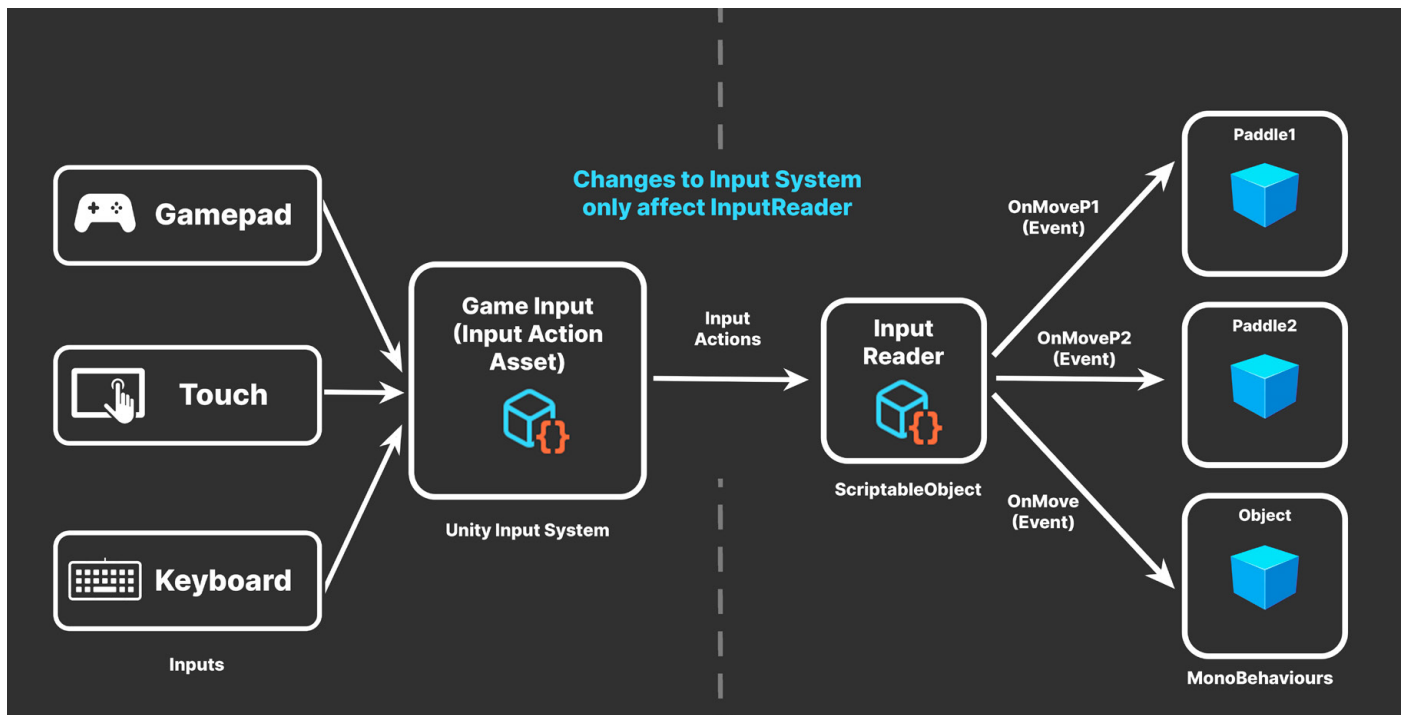 Gamepad
Touch
Keyboard
Inputs
Game Input
(Input Action
Asset)
Unity Input System
Changes to Input System
only affect InputReader
Input
Actions
Input
Reader
ScriptableObject
OnMoveP1
(Event)
OnMoveP2
(Event)
OnMove
(Event)
Paddle1
Paddle2
Object
MonoBehaviours